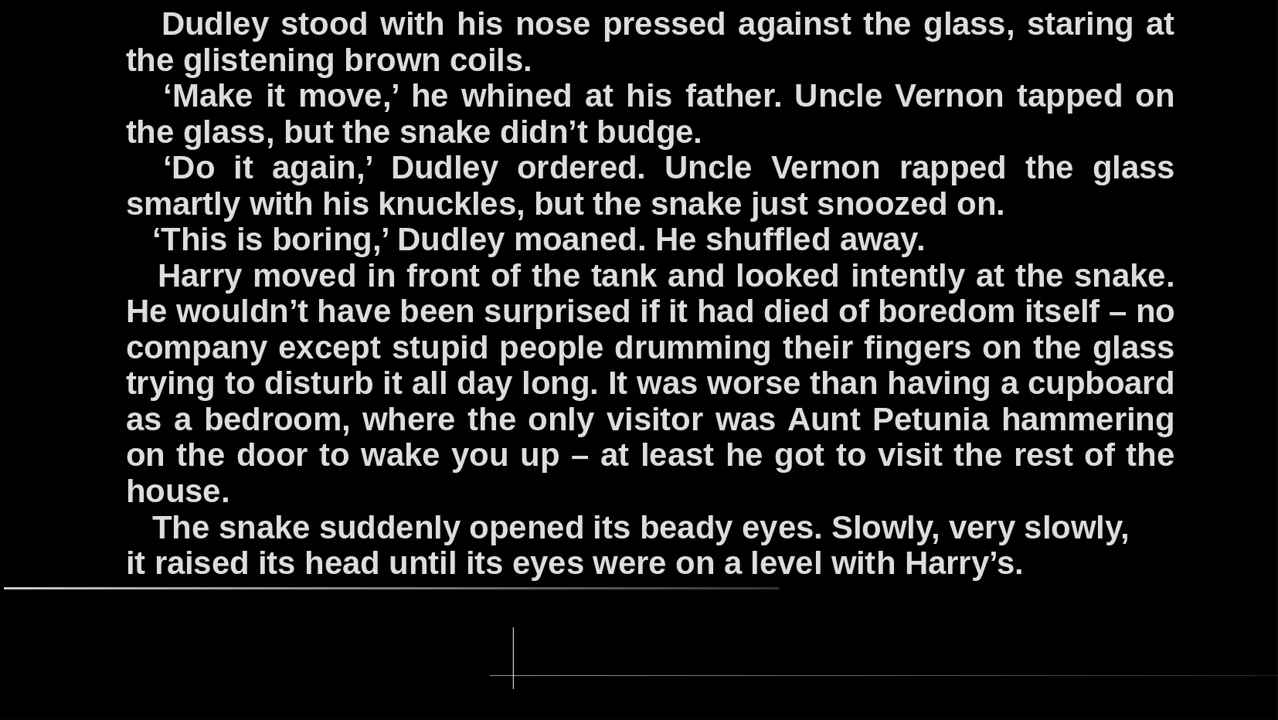 Dudley stood with his nose pressed against the glass, staring at
the glistening brown coils.
‘Make it move,’ he whined at his father. Uncle Vernon tapped on
the glass, but the snake didn’t budge.
‘Do it again,’ Dudley ordered. Uncle Vernon rapped the glass
smartly with his knuckles, but the snake just snoozed on.
‘This is boring,’ Dudley moaned. He shuffled away.
Harry moved in front of the tank and looked intently at the snake.
He wouldn’t have been surprised if it had died of boredom itself – no
company except stupid people drumming their fingers on the glass
trying to disturb it all day long. It was worse than having a cupboard
as a bedroom, where the only visitor was Aunt Petunia hammering
on the door to wake you up – at least he got to visit the rest of the
house.
The snake suddenly opened its beady eyes. Slowly, very slowly,
it raised its head until its eyes were on a level with Harry’s.